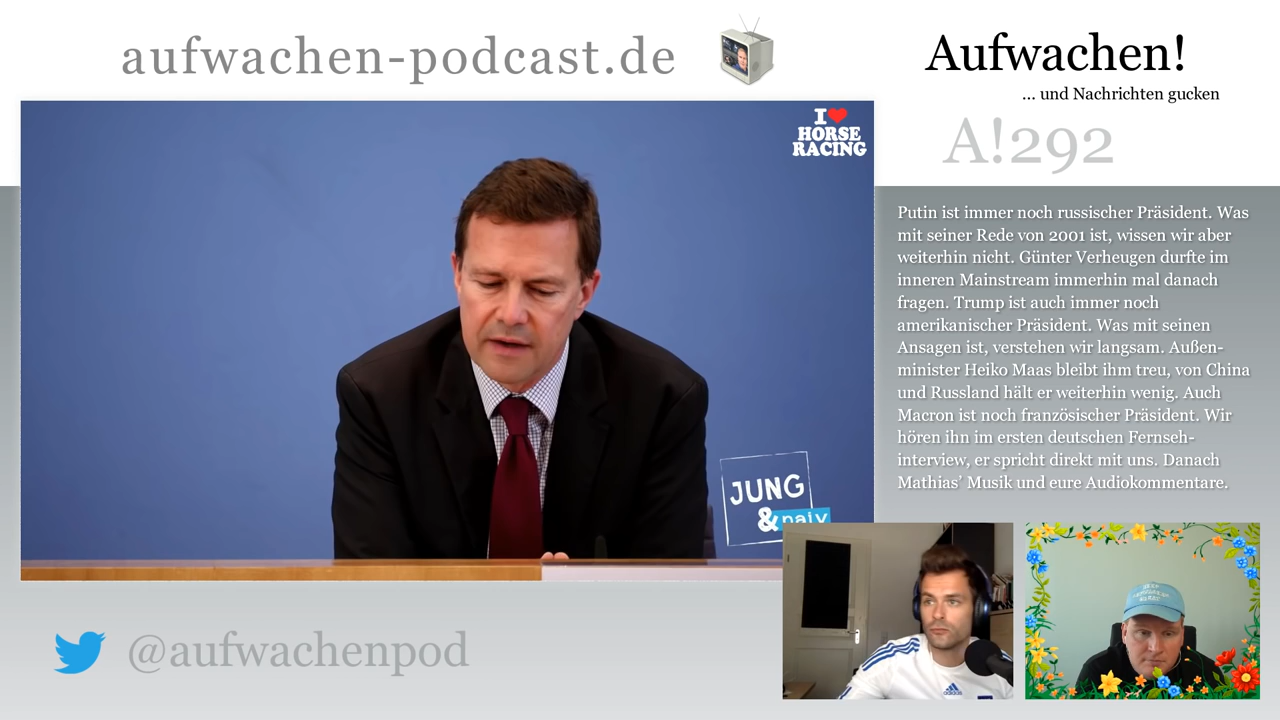 aufwachen-podcast.de
Aufwachen!
... und Nachrichten gucken
A!292
I
HORSE
RACING
Putin ist immer noch russischer Präsident. Was
mit seiner Rede von 2001 ist, wissen wir aber
weiterhin nicht. Günter Verheugen durfte im
inneren Mainstream immerhin mal danach
fragen. Trump ist auch immer noch
amerikanischer Präsident. Was mit seinen
Ansagen ist, verstehen wir langsam. Außen-
minister Heiko Maas bleibt ihm treu, von China
und Russland hält er weiterhin wenig. Auch
Macron ist noch französischer Präsident. Wir
hören ihn im ersten deutschen Fernseh-
interview, er spricht direkt mit uns. Danach
Mathias' Musik und eure Audiokommentare.
JUNG
& naiv
adidas
@aufwachenpod